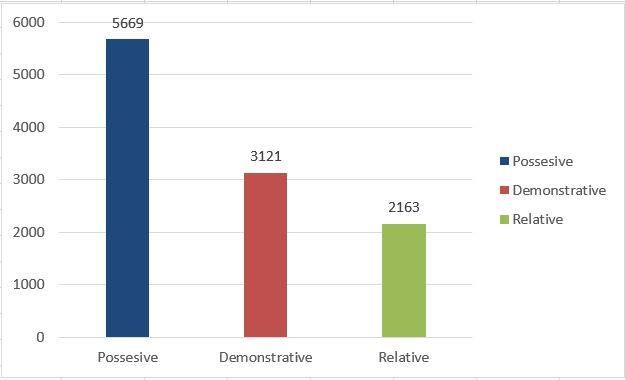 6000
5669
5000
4000
3121
3000
2163
2000
1000
0
Possesive
Demonstrative
Relative
Possesive
Demonstrative
Relative